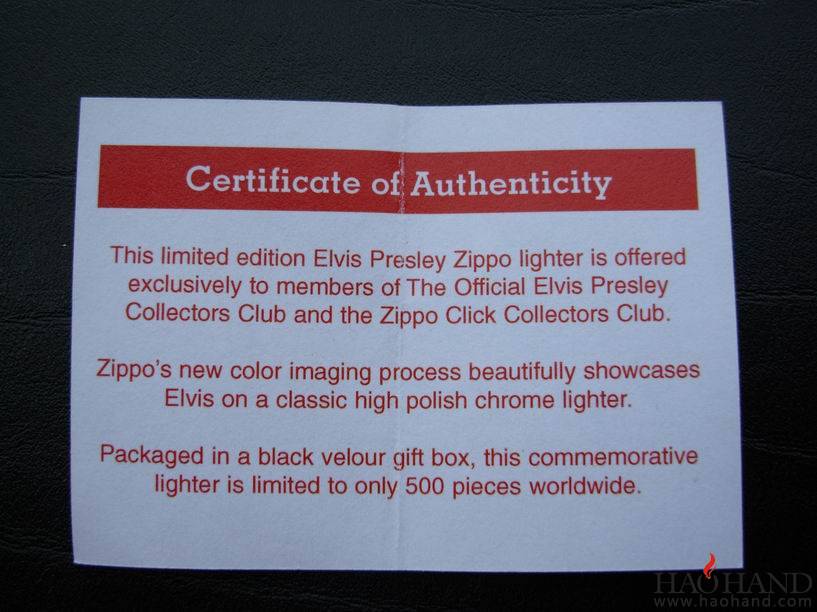 Certificate of Authenticity
This limited edition Elvis Presley Zippo lighter is offered
exclusively to members of The Official Elvis Presley
Collectors Club and the Zippo Click Collectors Club.
Zippo's new color imaging process beautifully showcases
Elvis on a classic high polish chrome lighter.
Packaged in a black velour gift box, this commemorative
lighter is limited to only 500 pieces worldwide.
HAOHAND
www.haohand.com